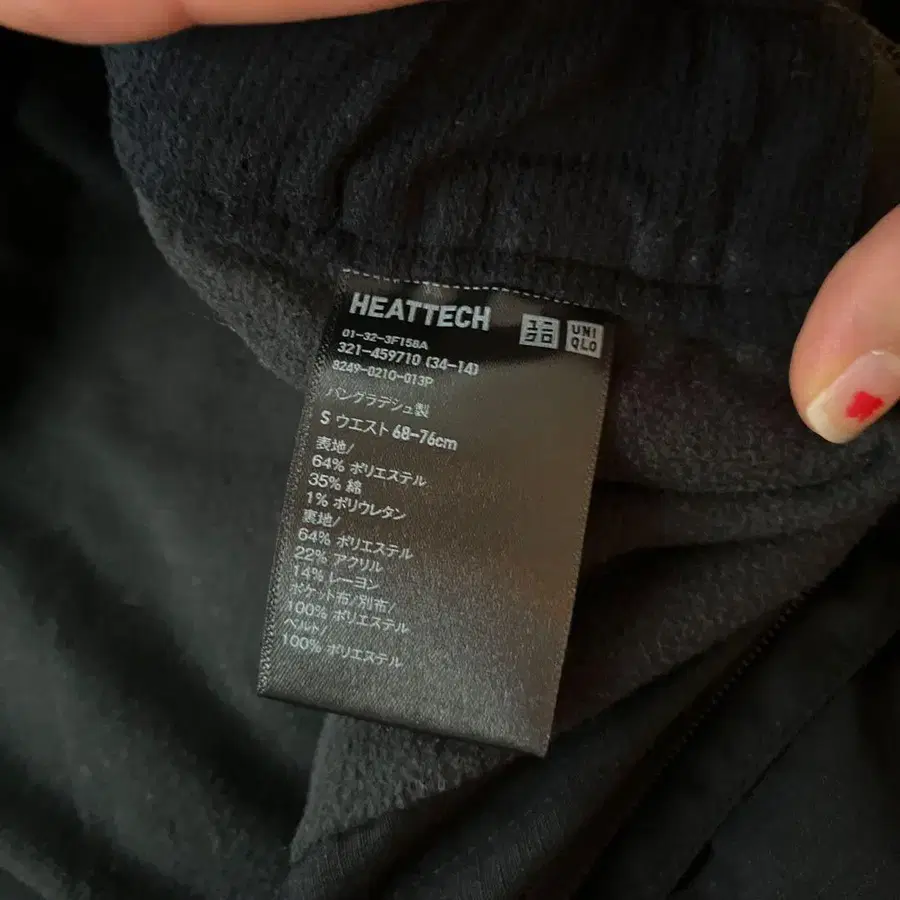 HEATTECH
ユニ
クロ
UNI
QLO
01-32-3F158A
321-459710 (34-14)
8249-0210-013P
バングラデシュ製
S ウエスト 68-76cm
表地/
64% ポリエステル
35% 綿
1% ポリウレタン
裏地/
64% ポリエステル
22% アクリル
14% レーヨン
ポケット布/別布/
100% ポリエステル
ベルト/
100% ポリエステル